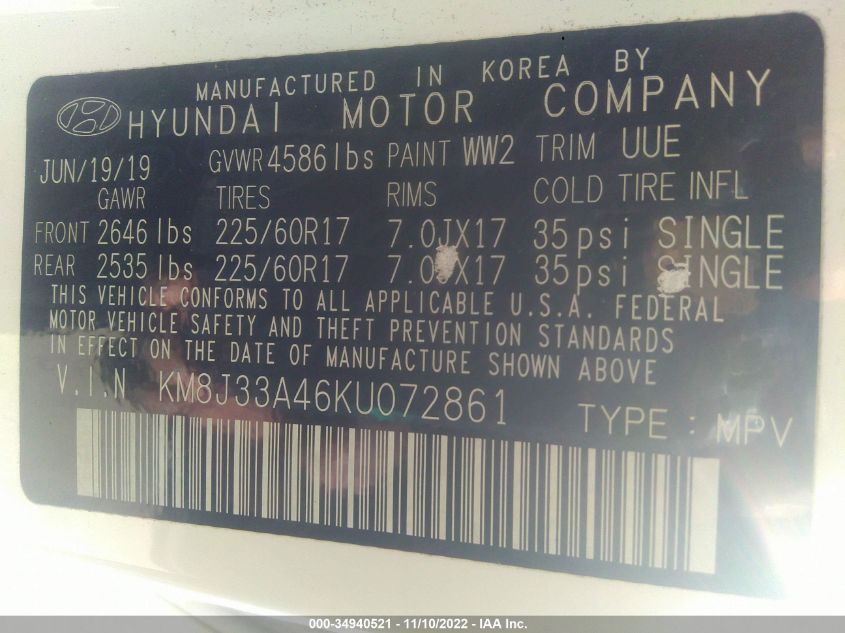 MANUFACTURED IN KOREA BY
HYUNDAI MOTOR COMPANY
JUN/19/19 GVWR 4586 lbs PAINT WW2 TRIM UUE
GAWR TIRES RIMS COLD TIRE INFL
FRONT 2646 lbs 225/60R17 7.0JX17 35psi SINGLE
REAR 2535 lbs 225/60R17 7.0JX17 35psi SINGLE
THIS VEHICLE CONFORMS TO ALL APPLICABLE U.S.A. FEDERAL
MOTOR VEHICLE SAFETY AND THEFT PREVENTION STANDARDS
IN EFFECT ON THE DATE OF MANUFACTURE SHOWN ABOVE
V.I.N KM8J33A46KU072861 TYPE : MPV
000-34940521 - 11/10/2022 - IAA Inc.